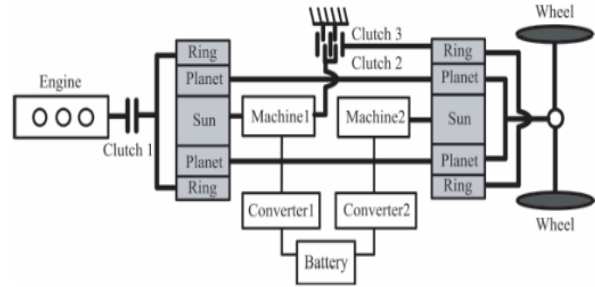 Wheel
Clutch 3
Ring
Ring
Clutch 2
Engine
Planet
Planet
Sun
Machine1
Machine2
Sun
Clutch 1
Planet
Planet
Ring
Ring
Converter1
Converter2
Wheel
Battery